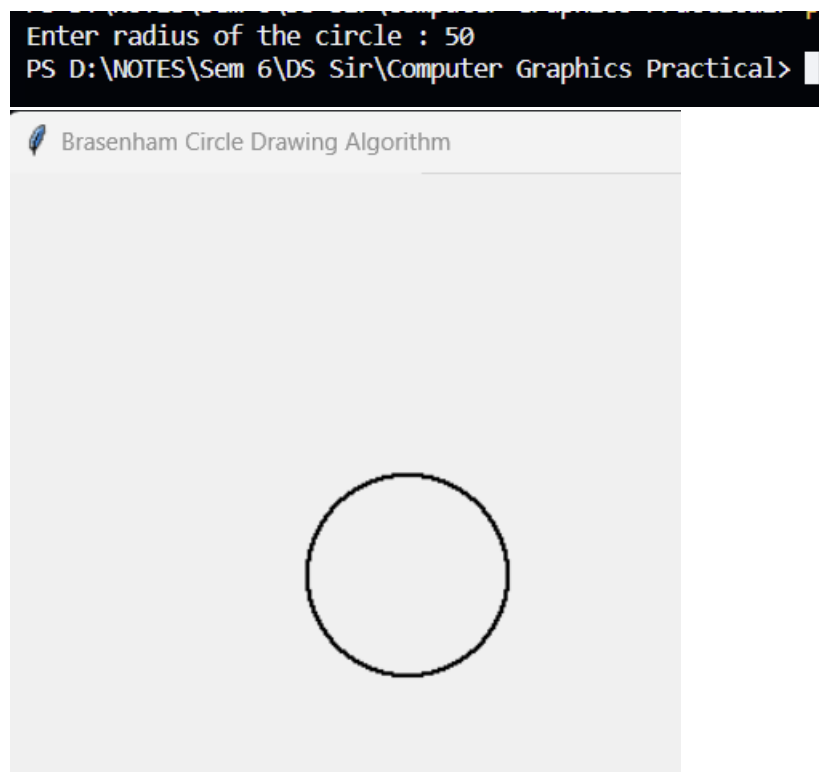 Enter radius of the circle : 50
PS D:\NOTES\Sem 6\DS Sir\Computer Graphics Practical>
Brasenham Circle Drawing Algorithm